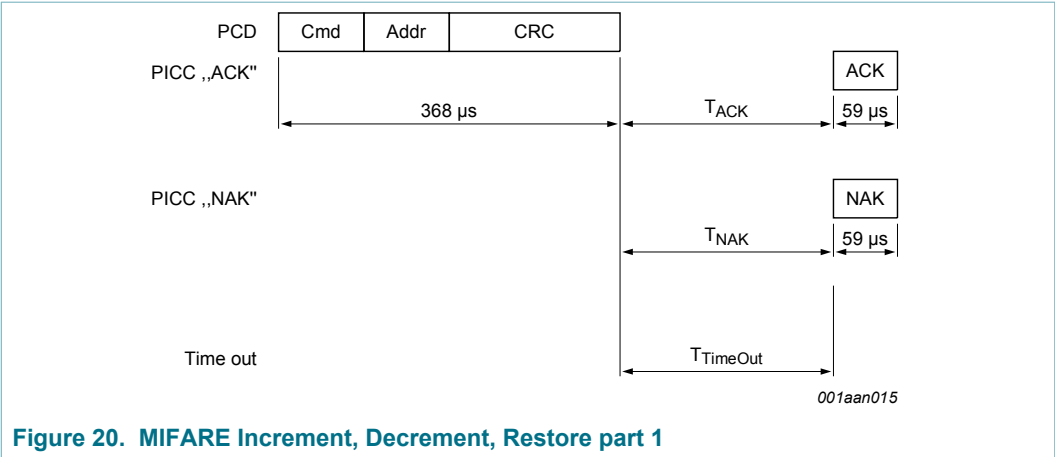 PCD Cmd Addr CRC
PICC ,,ACK" ACK
368 µs TACK 59 µs
PICC ,,NAK" NAK
TNAK 59 µs
Time out TTimeOut
001aan015
Figure 20. MIFARE Increment, Decrement, Restore part 1